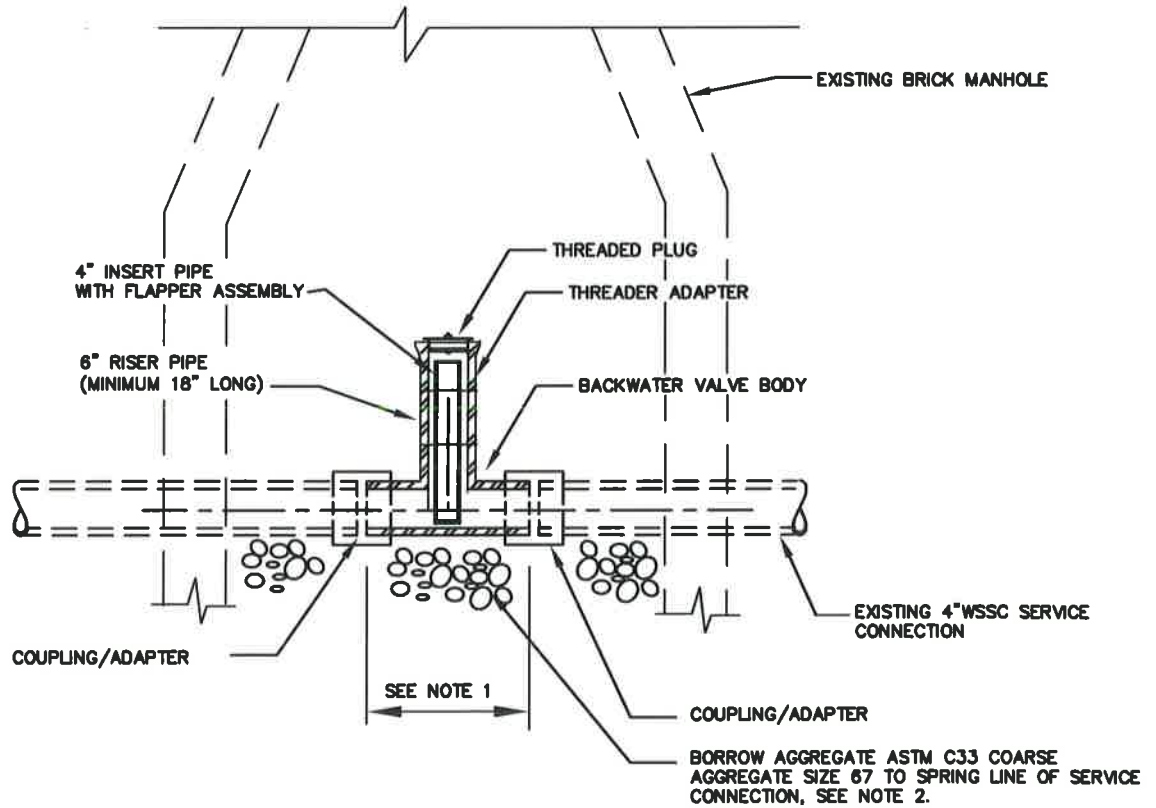 EXISTING BRICK MANHOLE
THREADED PLUG
4" INSERT PIPE
WITH FLAPPER ASSEMBLY
THREADER ADAPTER
6" RISER PIPE
(MINIMUM 18" LONG)
BACKWATER VALVE BODY
EXISTING 4"WSSC SERVICE
CONNECTION
COUPLING/ADAPTER
SEE NOTE 1
COUPLING/ADAPTER
BORROW AGGREGATE ASTM C33 COARSE
AGGREGATE SIZE 67 TO SPRING LINE OF SERVICE
CONNECTION, SEE NOTE 2.